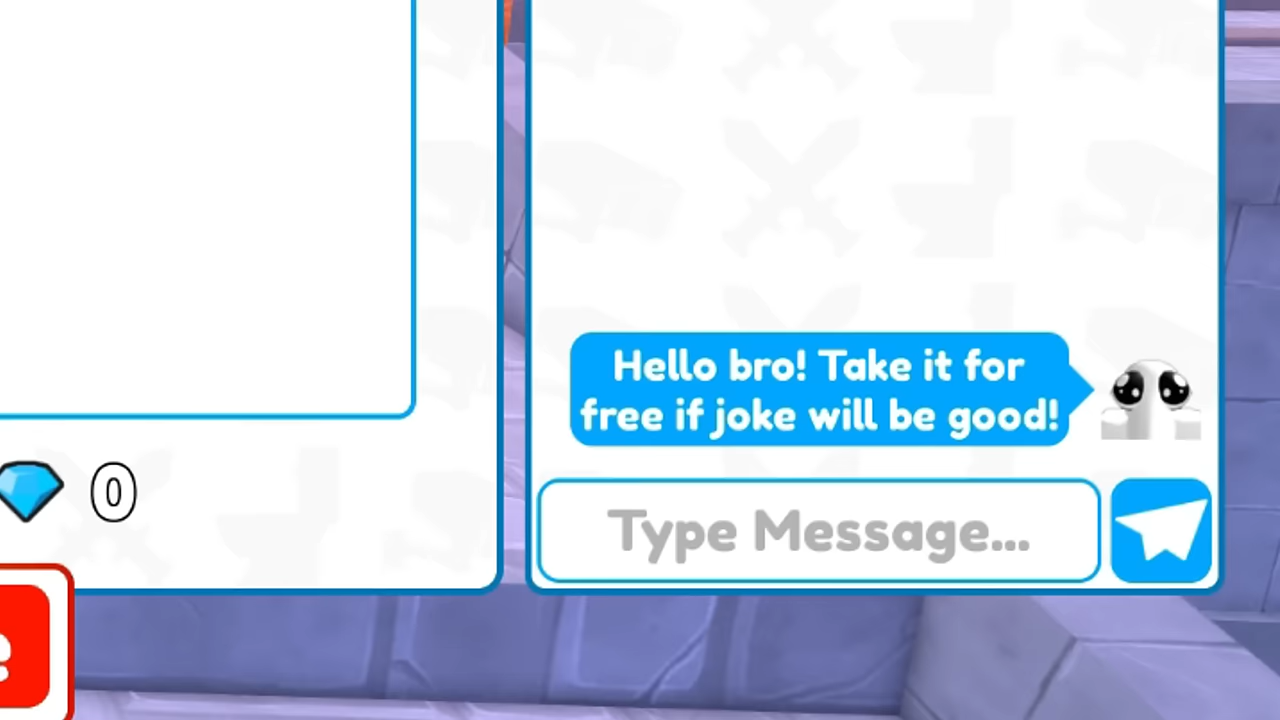 Hello bro! Take it for
free if joke will be good!
0
Type Message...
e